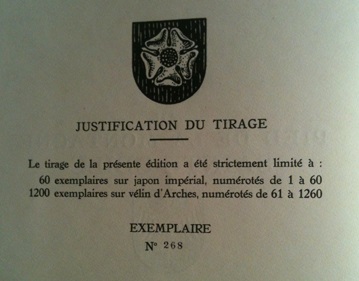 JUSTIFICATION DU TIRAGE
Le tirage de la présente édition a été strictement limité à :
60 exemplaires sur japon impérial, numérotés de 1 à 60
1200 exemplaires sur vélin d'Arches, numérotés de 61 à 1260
EXEMPLAIRE
N° 268